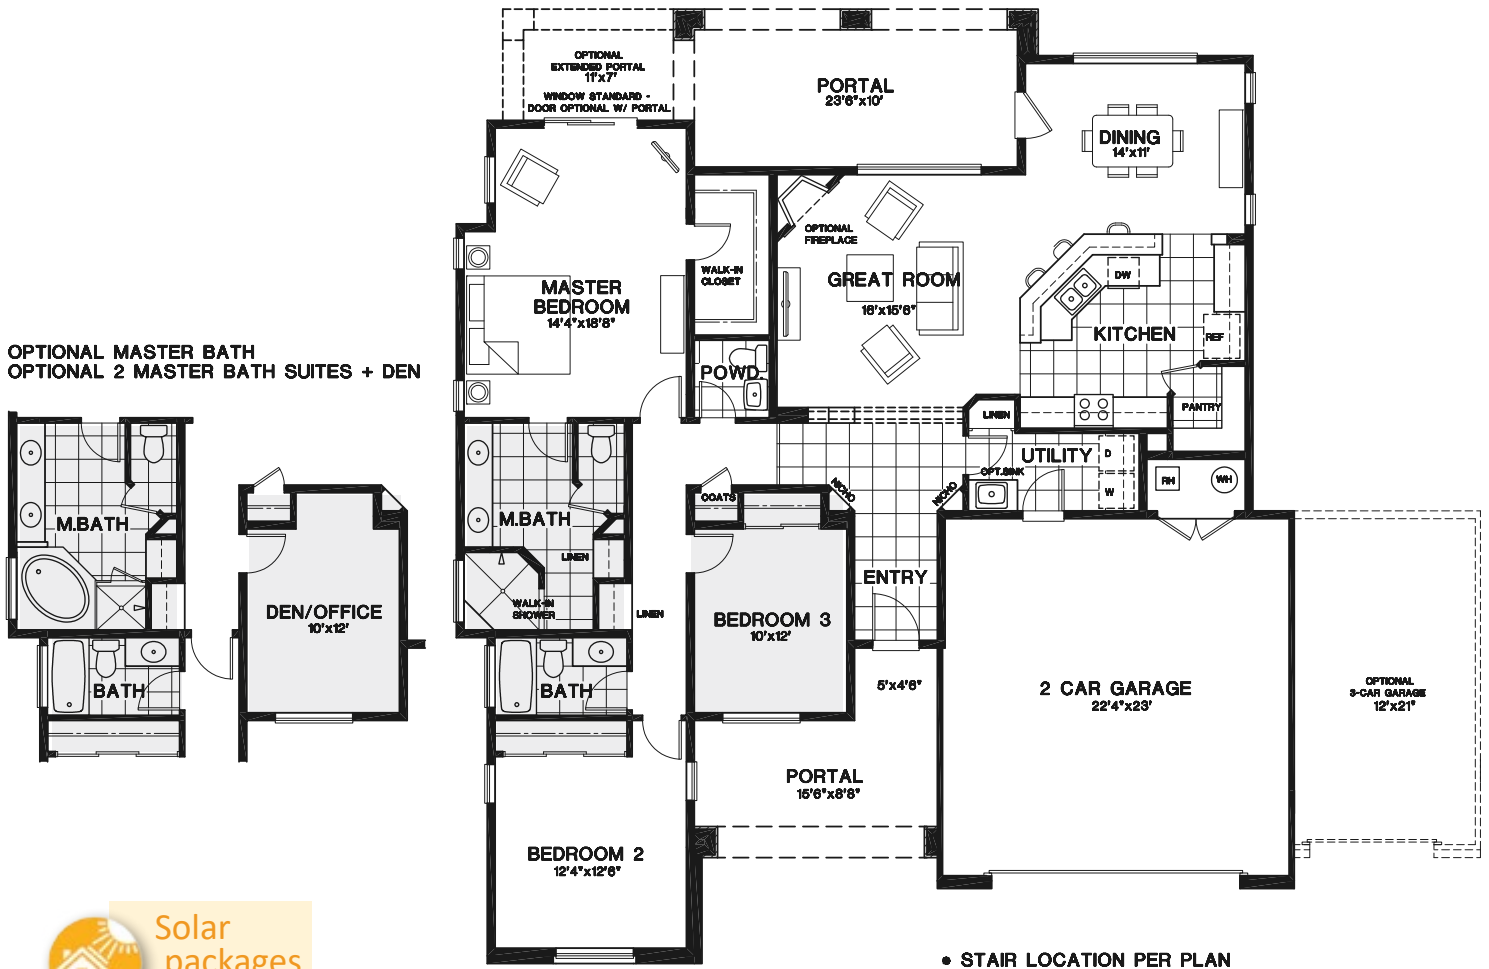 OPTIONAL
EXTENDED PORTAL
11'x7'
WINDOW STANDARD -
DOOR OPTIONAL W/ PORTAL
PORTAL
23'6"x10'
DINING
14'x11'
OPTIONAL
FIREPLACE
WALK-IN
CLOSET
GREAT ROOM
16'x15'6"
MASTER
BEDROOM
14'4"x18'8"
DW
KITCHEN
REF
OPTIONAL MASTER BATH
OPTIONAL 2 MASTER BATH SUITES + DEN
POWD.
LINEN
PANTRY
UTILITY
D
OPT.SINK
W
RH
WH
COATS
NICHO
NICHO
M.BATH
M.BATH
LINEN
ENTRY
WALK-IN
SHOWER
LINEN
DEN/OFFICE
10'x12'
BEDROOM 3
10'x12'
BATH
BATH
5'x4'6"
2 CAR GARAGE
22'4"x23'
OPTIONAL
3-CAR GARAGE
12'x21'
PORTAL
15'6"x8'8"
BEDROOM 2
12'4"x12'6"
Solar
packages
• STAIR LOCATION PER PLAN